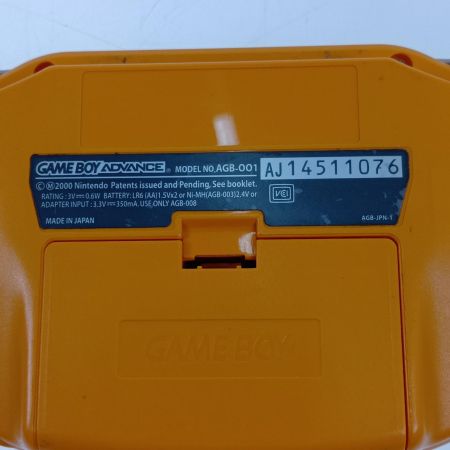 GAME BOY ADVANCE MODEL NO.AGB-001 AJ14511076
©Ⓜ2000 Nintendo Patents issued and Pending, See booklet.
RATING : 3V⎓0.6W BATTERY: LR6 (AA)1.5Vx2 or Ni-MH(AGB-003)2.4V or
ADAPTER INPUT : 3.3V⎓350mA. USE ONLY AGB-008
VCI
MADE IN JAPAN
AGB-JPN-1
GAME BOY